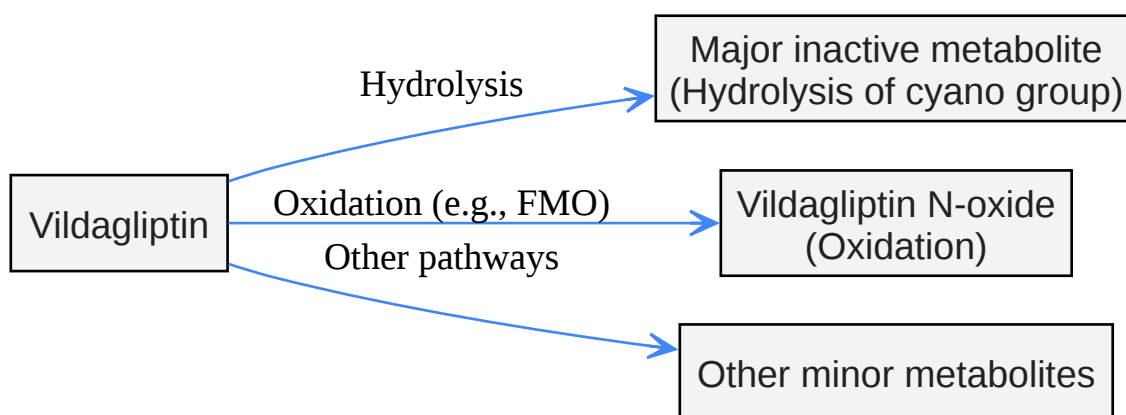 Vildagliptin
Hydrolysis
Major inactive metabolite
(Hydrolysis of cyano group)
Oxidation (e.g., FMO)
Vildagliptin N-oxide
(Oxidation)
Other pathways
Other minor metabolites